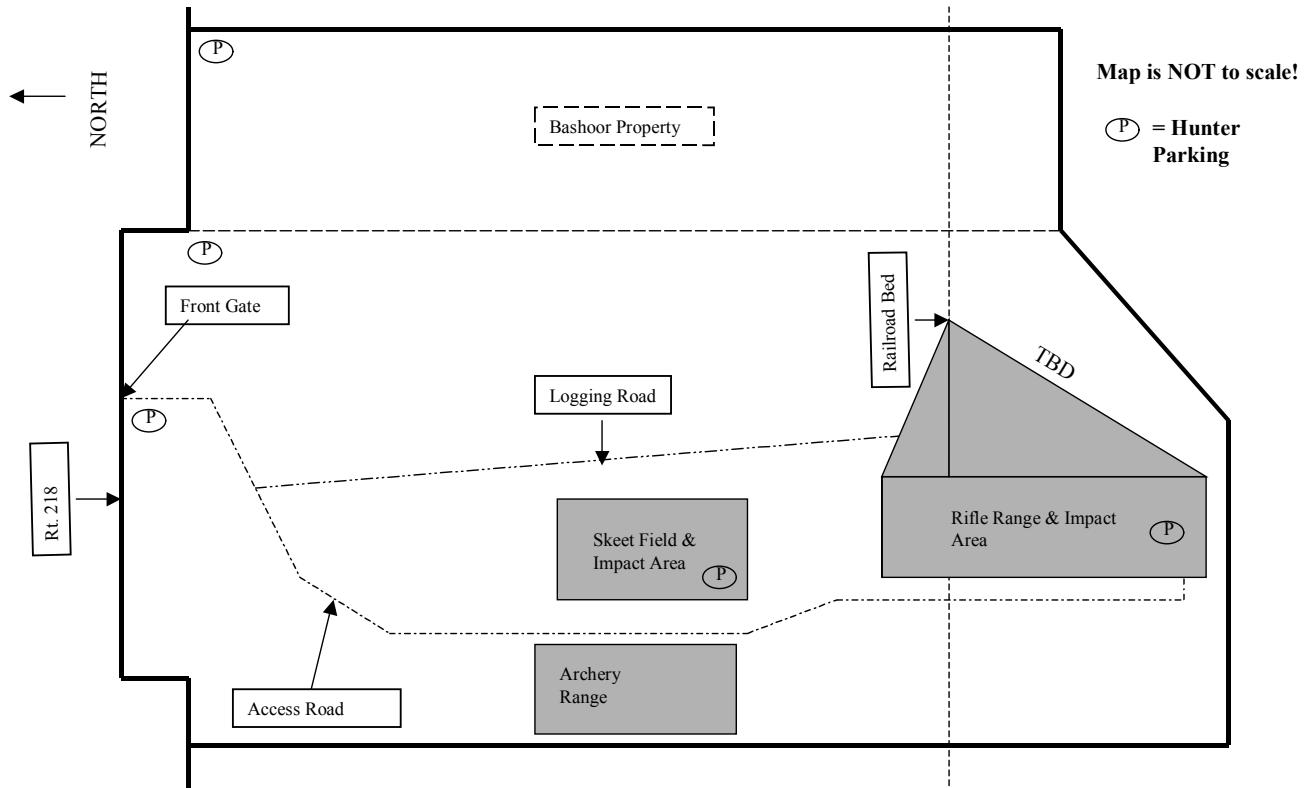 P
Map is NOT to scale!
NORTH
Bashoor Property
P = Hunter
Parking
P
Front Gate
Railroad Bed
TBD
Logging Road
P
Rt. 218
Skeet Field &
Impact Area
P
Rifle Range & Impact
Area
P
Archery
Range
Access Road